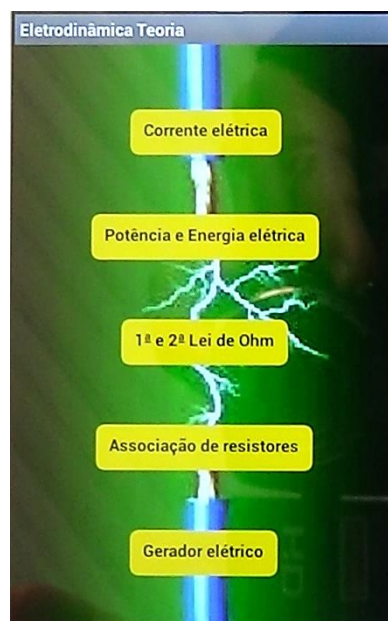 Eletrodinâmica Teoria
Corrente elétrica
Potência e Energia elétrica
1ª e 2ª Lei de Ohm
Associação de resistores
Gerador elétrico